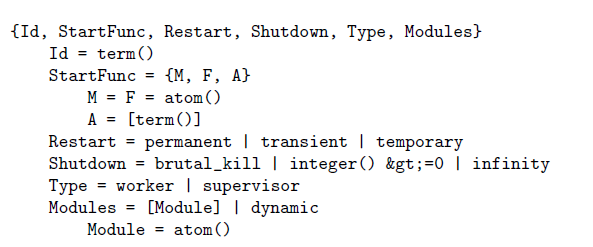 {Id, StartFunc, Restart, Shutdown, Type, Modules}
Id = term()
StartFunc = {M, F, A}
M = F = atom()
A = [term()]
Restart = permanent | transient | temporary
Shutdown = brutal_kill | integer() &gt;=0 | infinity
Type = worker | supervisor
Modules = [Module] | dynamic
Module = atom()